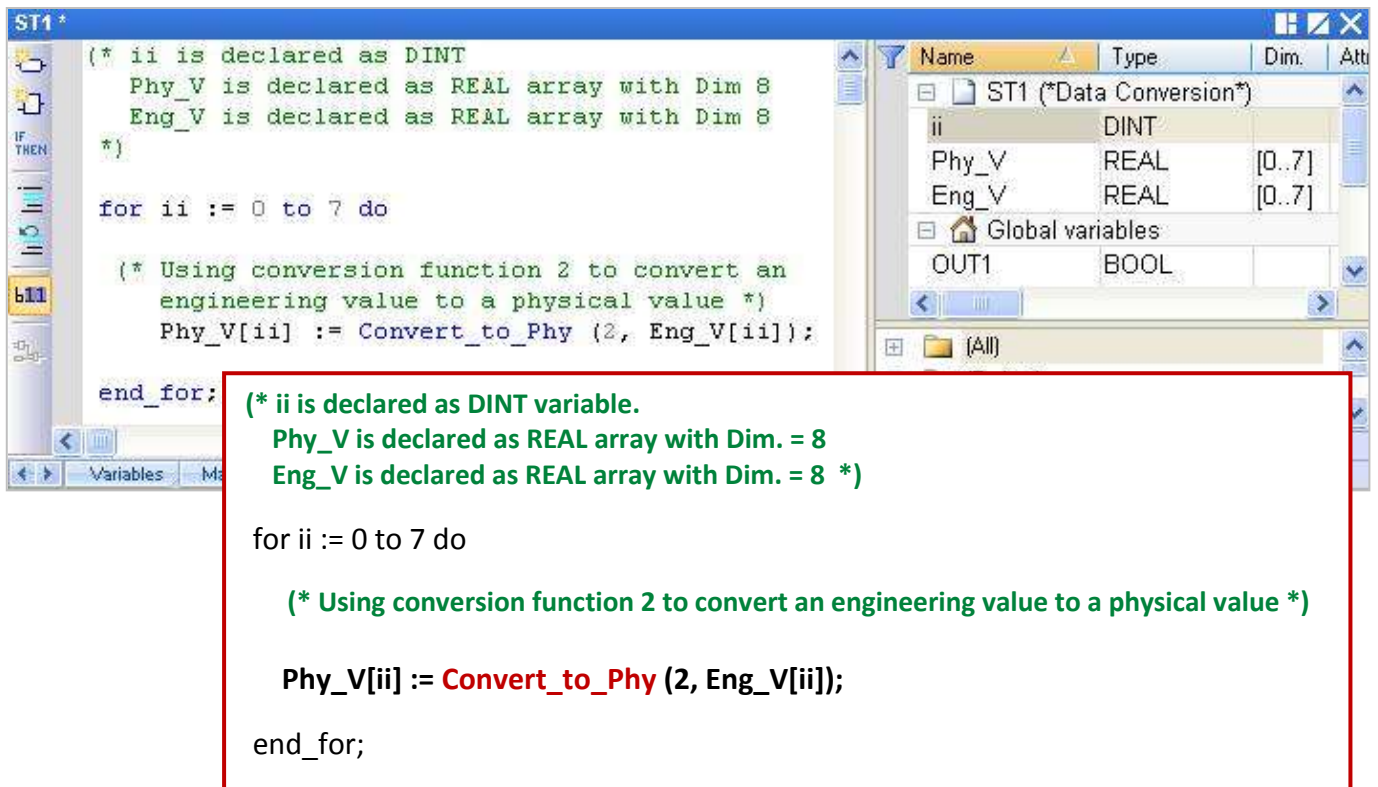 ST1 *
(* ii is declared as DINT
Phy_V is declared as REAL array with Dim 8
Eng_V is declared as REAL array with Dim 8
*)
for ii := 0 to 7 do
(* Using conversion function 2 to convert an
engineering value to a physical value *)
Phy_V[ii] := Convert_to_Phy (2, Eng_V[ii]);
end_for;
IF
THEN
b11
Name Type Dim. Att
ST1 (*Data Conversion*)
ii DINT
Phy_V REAL [0..7]
Eng_V REAL [0..7]
Global variables
OUT1 BOOL
(All)
Variables
(* ii is declared as DINT variable.
Phy_V is declared as REAL array with Dim. = 8
Eng_V is declared as REAL array with Dim. = 8 *)
for ii := 0 to 7 do
(* Using conversion function 2 to convert an engineering value to a physical value *)
Phy_V[ii] := Convert_to_Phy (2, Eng_V[ii]);
end_for;